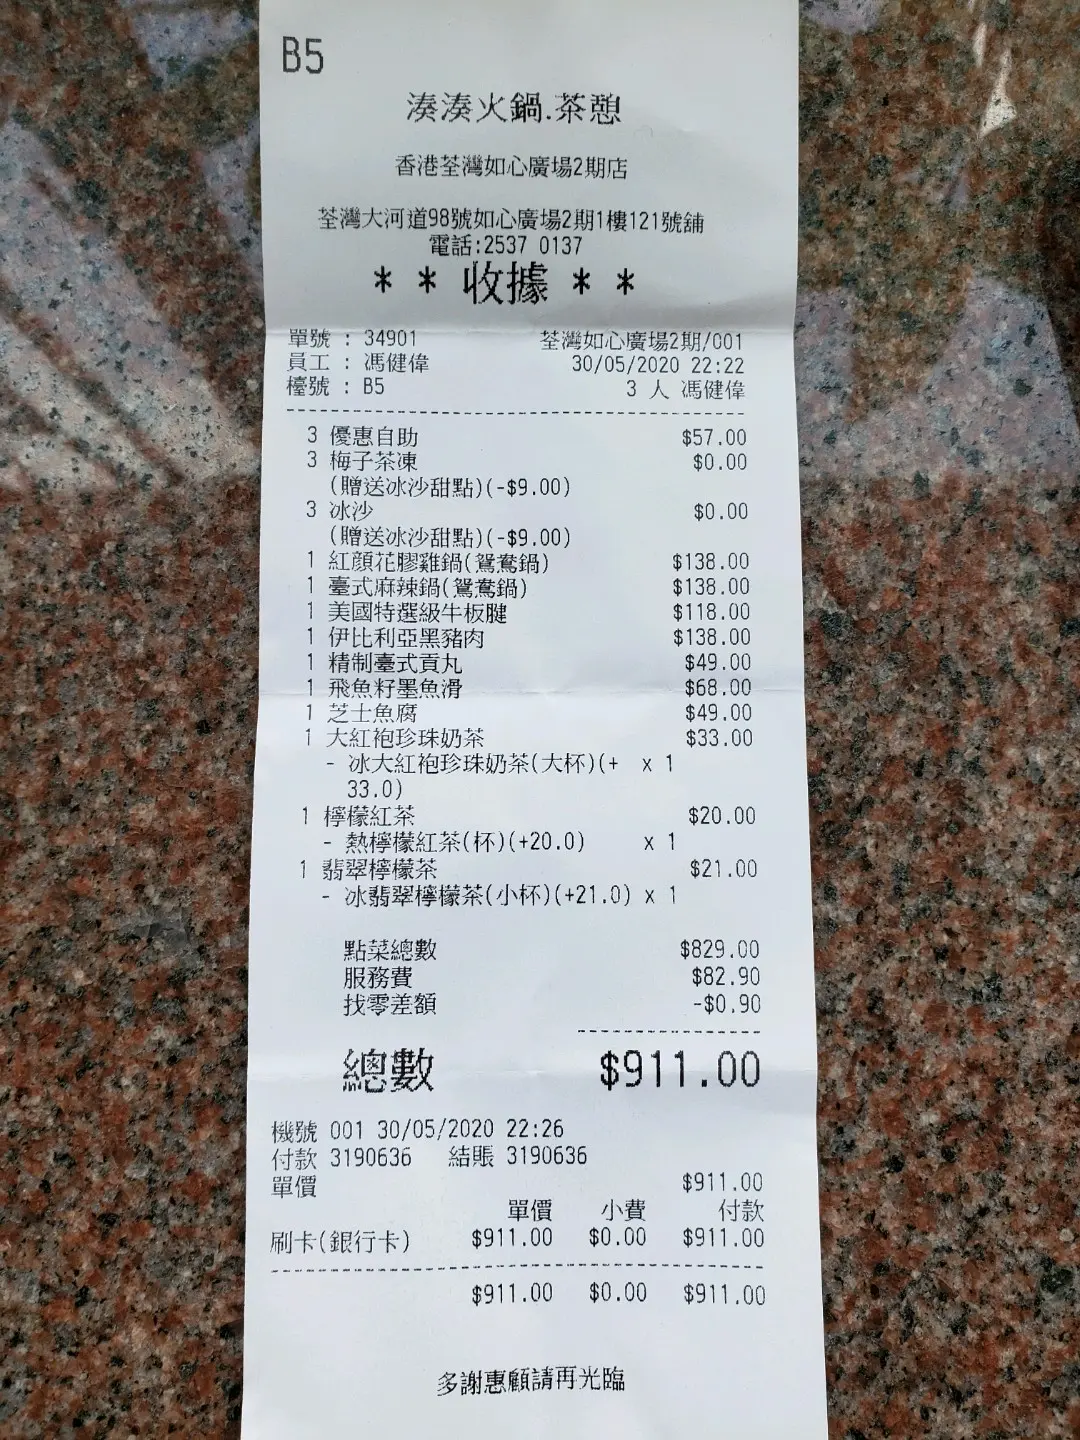 B5
湊湊火鍋.茶憩
香港荃灣如心廣場2期店
荃灣大河道98號如心廣場2期1樓121號舖
電話:2537 0137
* * 收據 * *
單號 : 34901 荃灣如心廣場2期/001
員工 : 馮健偉 30/05/2020 22:22
檯號 : B5 3 人 馮健偉
3 優惠自助 $57.00
3 梅子茶凍 $0.00
(贈送冰沙甜點)(-$9.00)
3 冰沙 $0.00
(贈送冰沙甜點)(-$9.00)
1 紅顏花膠雞鍋(鴛鴦鍋) $138.00
1 臺式麻辣鍋(鴛鴦鍋) $138.00
1 美國特選級牛板腱 $118.00
1 伊比利亞黑豬肉 $138.00
1 精制臺式貢丸 $49.00
1 飛魚籽墨魚滑 $68.00
1 芝士魚腐 $49.00
1 大紅袍珍珠奶茶 $33.00
- 冰大紅袍珍珠奶茶(大杯)(+ x 1
33.0)
1 檸檬紅茶 $20.00
- 熱檸檬紅茶(杯)(+20.0) x 1
1 翡翠檸檬茶 $21.00
- 冰翡翠檸檬茶(小杯)(+21.0) x 1
點菜總數 $829.00
服務費 $82.90
找零差額 -$0.90
總數 $911.00
機號 001 30/05/2020 22:26
付款 3190636 結賬 3190636
單價 $911.00
單價 小費 付款
刷卡(銀行卡) $911.00 $0.00 $911.00
$911.00 $0.00 $911.00
多謝惠顧請再光臨